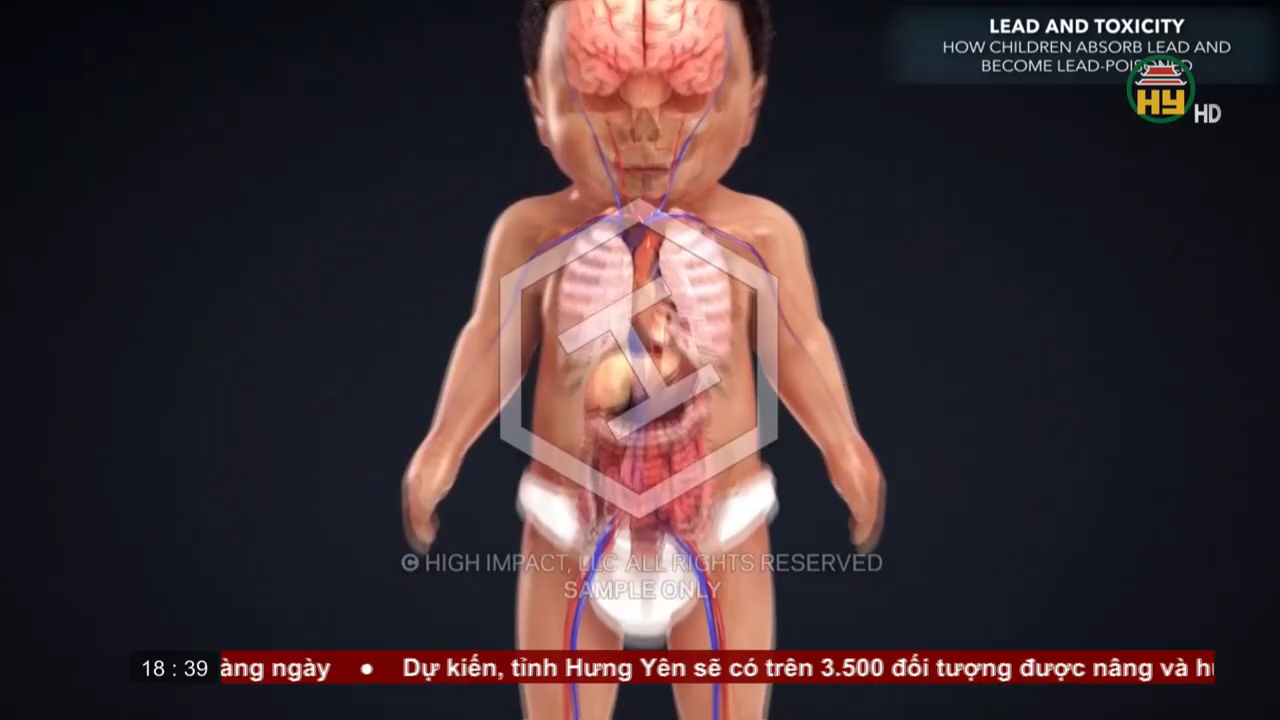 LEAD AND TOXICITY
HOW CHILDREN ABSORB LEAD AND
BECOME LEAD-POISONED
HY HD
© HIGH IMPACT, LLC ALL RIGHTS RESERVED
SAMPLE ONLY
18 : 39 àng ngày • Dự kiến, tỉnh Hưng Yên sẽ có trên 3.500 đối tượng được nâng và